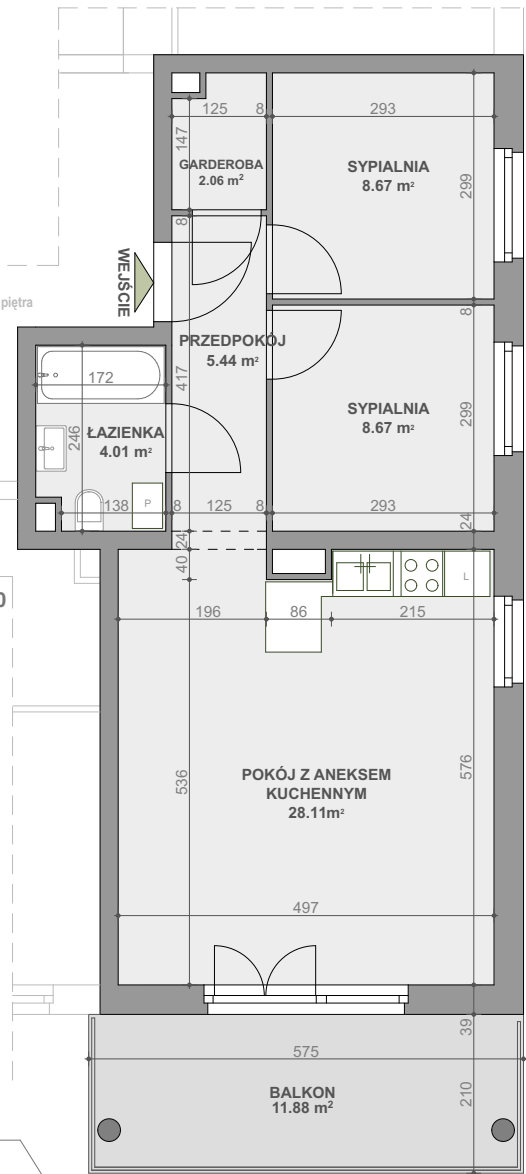 125
8
293
147
GARDEROBA
2.06 m²
SYPIALNIA
8.67 m²
299
8
WEJŚCIE
piętra
8
PRZEDPOKÓJ
5.44 m²
172
417
246
ŁAZIENKA
4.01 m²
SYPIALNIA
8.67 m²
299
138
P
8
125
8
293
24
24
40
L
0
196
86
215
536
POKÓJ Z ANEKSEM
KUCHENNYM
28.11m²
576
497
39
575
BALKON
11.88 m²
210